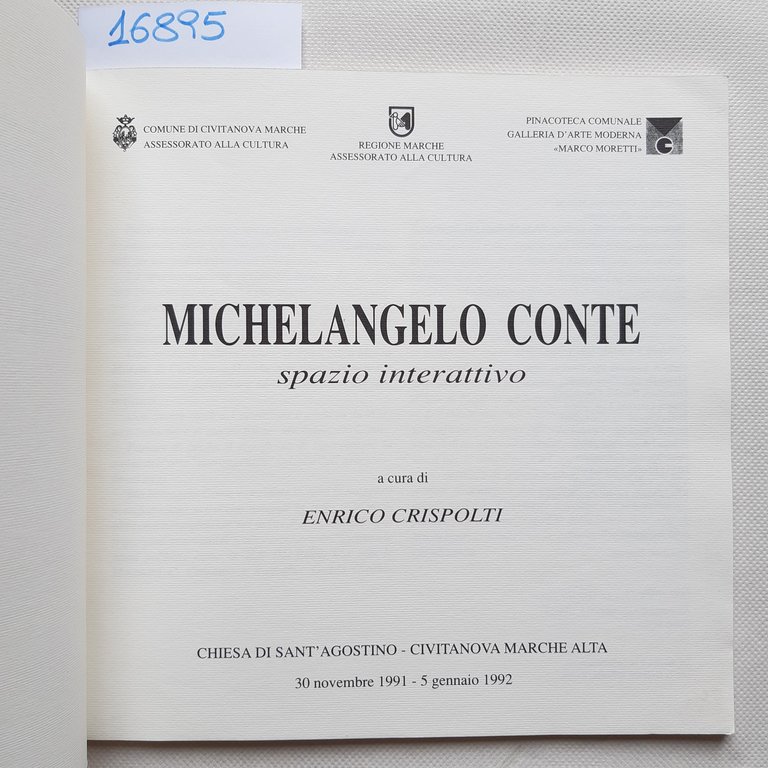 16895
COMUNE DI CIVITANOVA MARCHE
ASSESSORATO ALLA CULTURA
REGIONE MARCHE
ASSESSORATO ALLA CULTURA
PINACOTECA COMUNALE
GALLERIA D'ARTE MODERNA
«MARCO MORETTI»
MICHELANGELO CONTE
spazio interattivo
a cura di
ENRICO CRISPOLTI
CHIESA DI SANT'AGOSTINO - CIVITANOVA MARCHE ALTA
30 novembre 1991 - 5 gennaio 1992